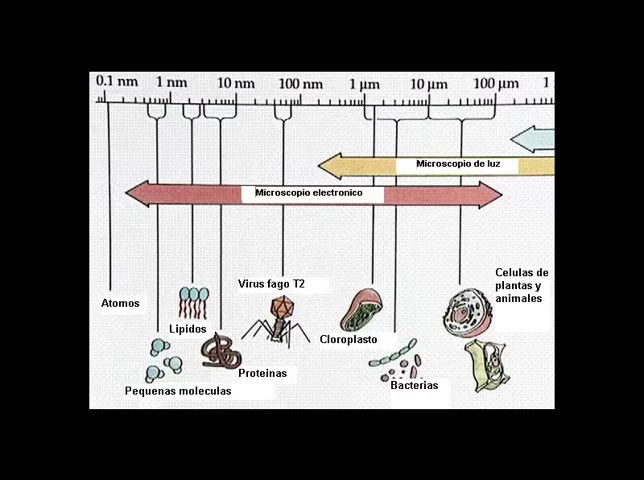 0.1 nm 1 nm 10 nm 100 nm 1 µm 10 µm 100 µm 1
Microscopio de luz
Microscopio electronico
Celulas de
plantas y
animales
Virus fago T2
Atomos
Lipidos
Cloroplasto
Proteinas
Bacterias
Pequenas moleculas